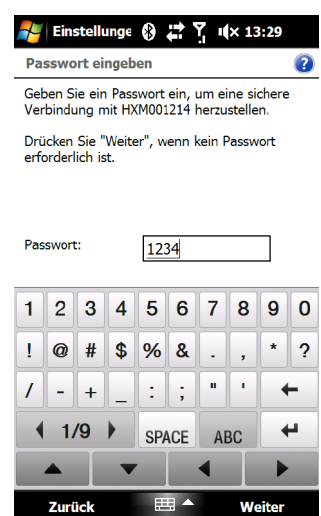 Einstellunge 13:29
Passwort eingeben ?
Geben Sie ein Passwort ein, um eine sichere
Verbindung mit HXM001214 herzustellen.
Drücken Sie "Weiter", wenn kein Passwort
erforderlich ist.
Passwort: 1234
1 2 3 4 5 6 7 8 9 0
! @ # $ % & . , * ?
/ - + _ : ; " '
1/9 SPACE ABC
Zurück Weiter